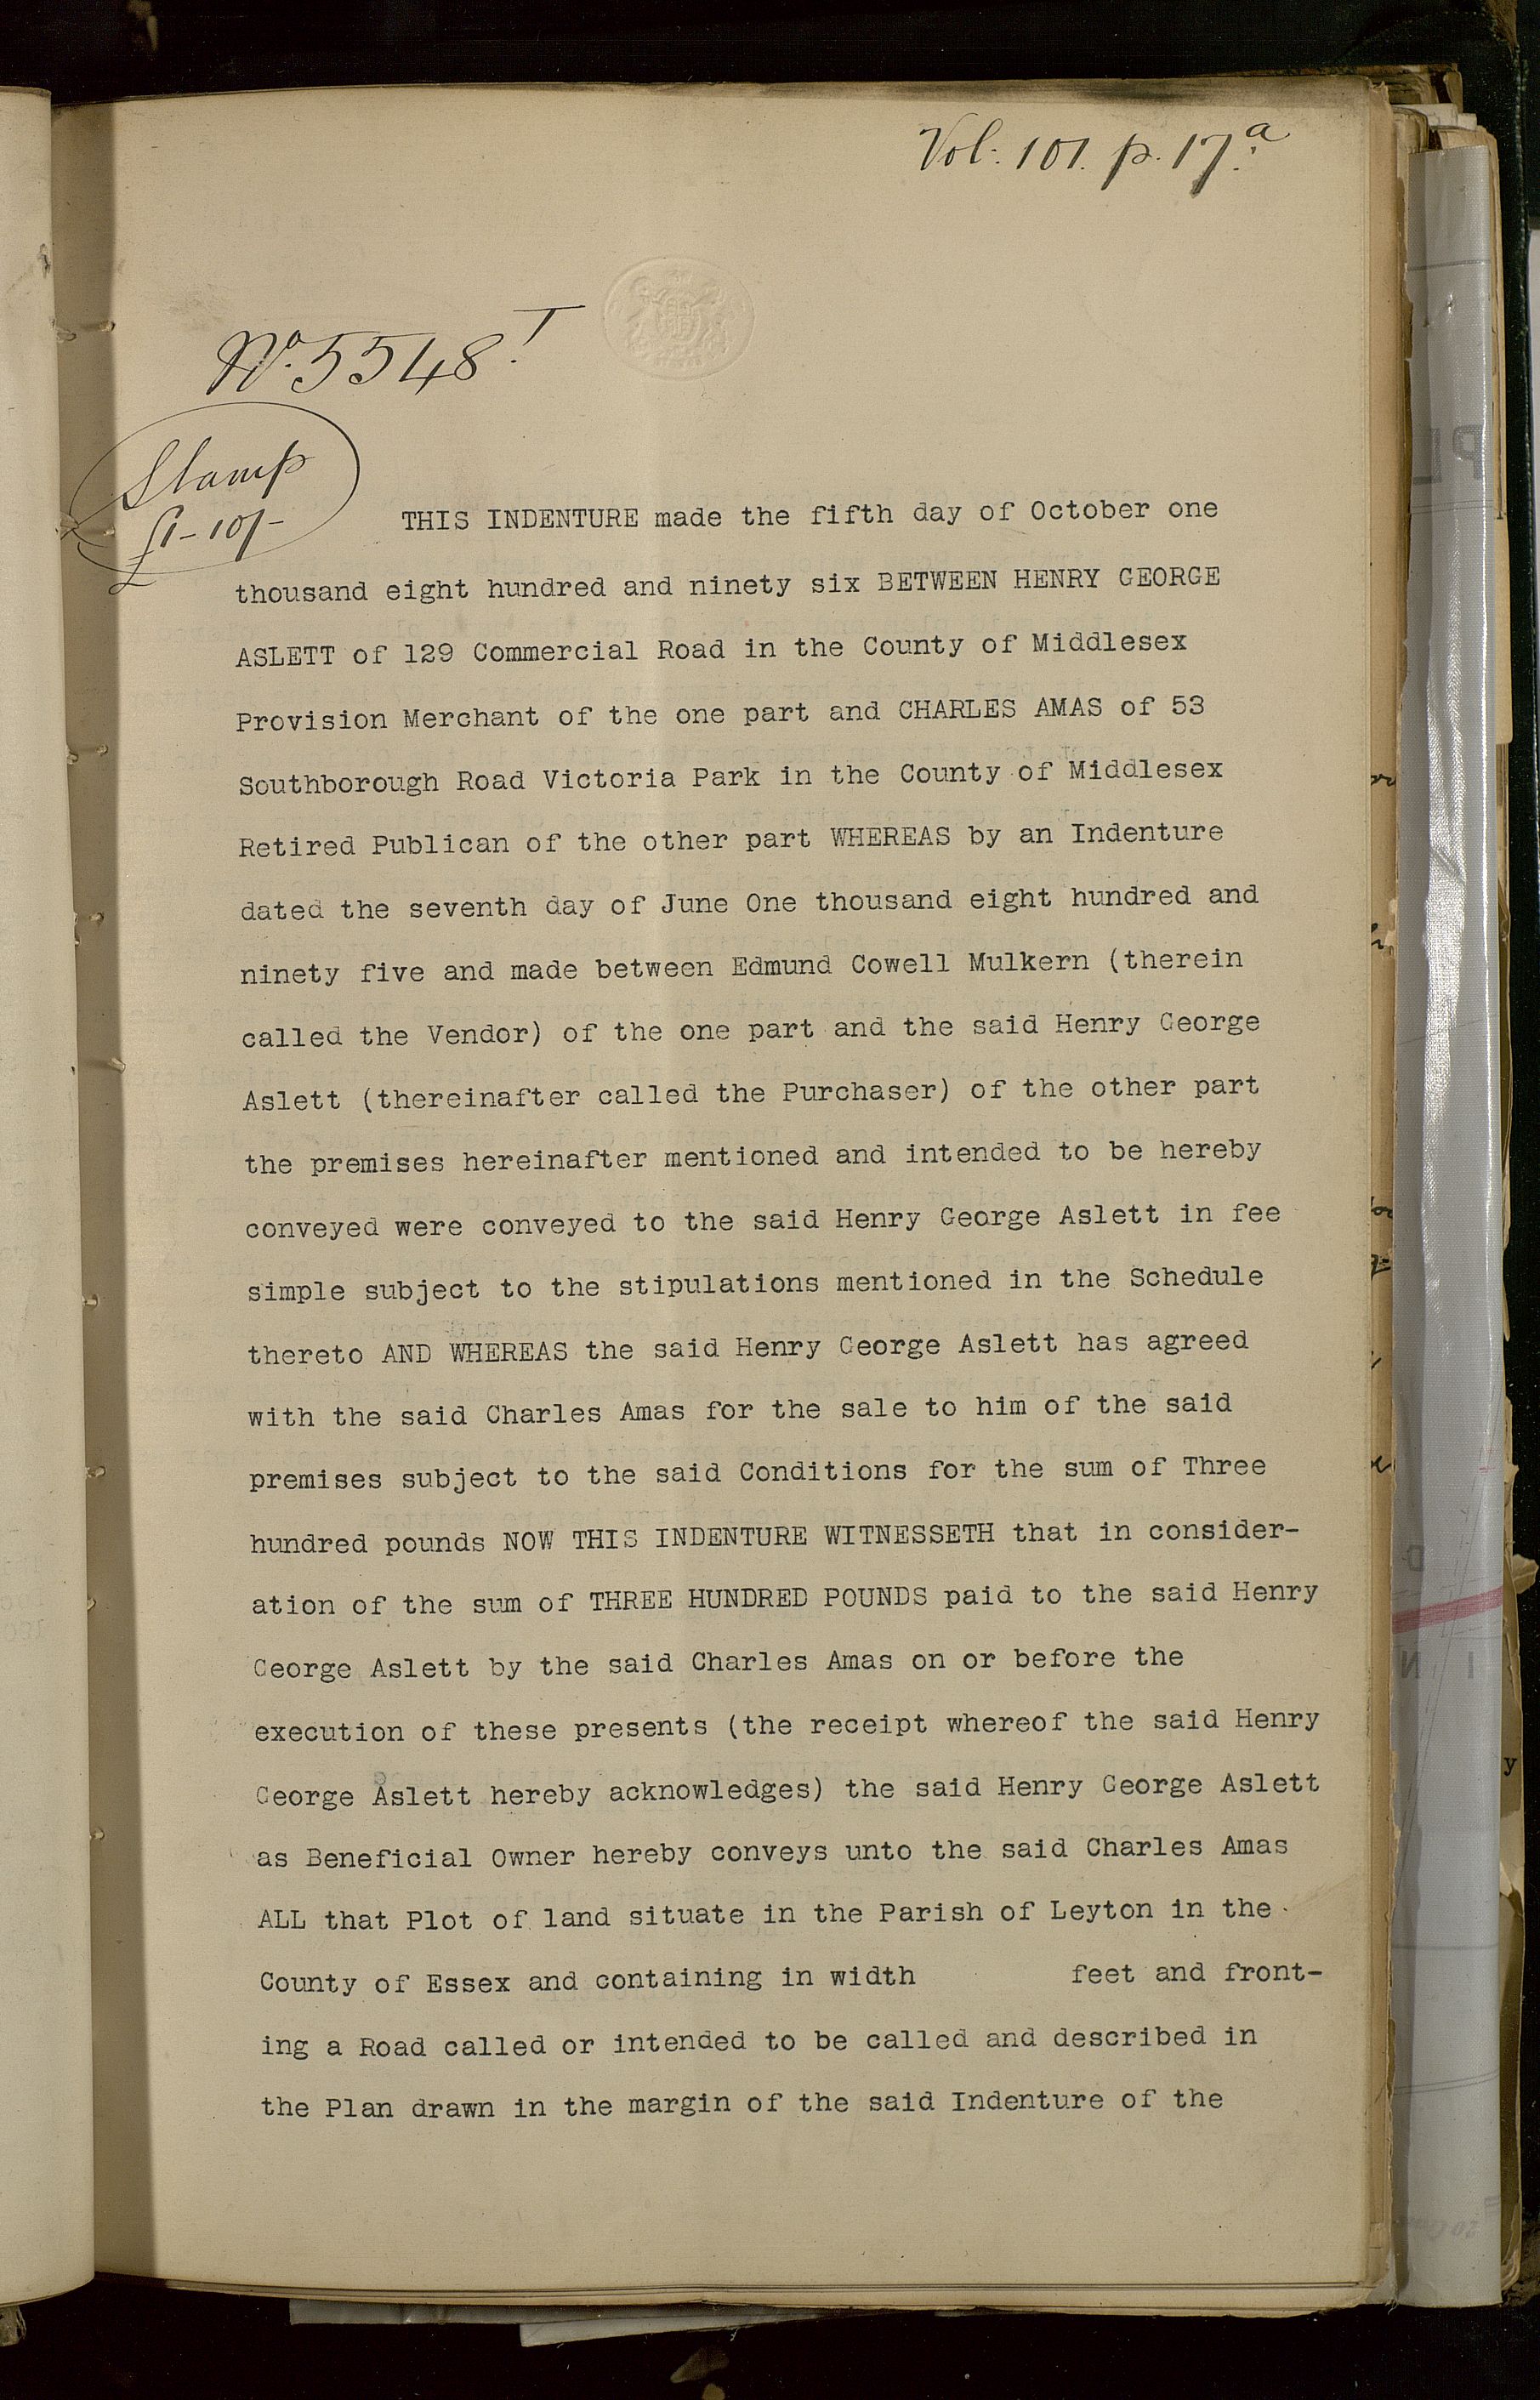 Vol. 101. p. 17.a
No. 5548.T
Stamp
£1-10/-
THIS INDENTURE made the fifth day of October one
thousand eight hundred and ninety six BETWEEN HENRY GEORGE
ASLETT of 129 Commercial Road in the County of Middlesex
Provision Merchant of the one part and CHARLES AMAS of 53
Southborough Road Victoria Park in the County of Middlesex
Retired Publican of the other part WHEREAS by an Indenture
dated the seventh day of June One thousand eight hundred and
ninety five and made between Edmund Cowell Mulkern (therein
called the Vendor) of the one part and the said Henry George
Aslett (thereinafter called the Purchaser) of the other part
the premises hereinafter mentioned and intended to be hereby
conveyed were conveyed to the said Henry George Aslett in fee
simple subject to the stipulations mentioned in the Schedule
thereto AND WHEREAS the said Henry George Aslett has agreed
with the said Charles Amas for the sale to him of the said
premises subject to the said Conditions for the sum of Three
hundred pounds NOW THIS INDENTURE WITNESSETH that in consider-
ation of the sum of THREE HUNDRED POUNDS paid to the said Henry
George Aslett by the said Charles Amas on or before the
execution of these presents (the receipt whereof the said Henry
George Aslett hereby acknowledges) the said Henry George Aslett
as Beneficial Owner hereby conveys unto the said Charles Amas
ALL that Plot of land situate in the Parish of Leyton in the
County of Essex and containing in width feet and front-
ing a Road called or intended to be called and described in
the Plan drawn in the margin of the said Indenture of the